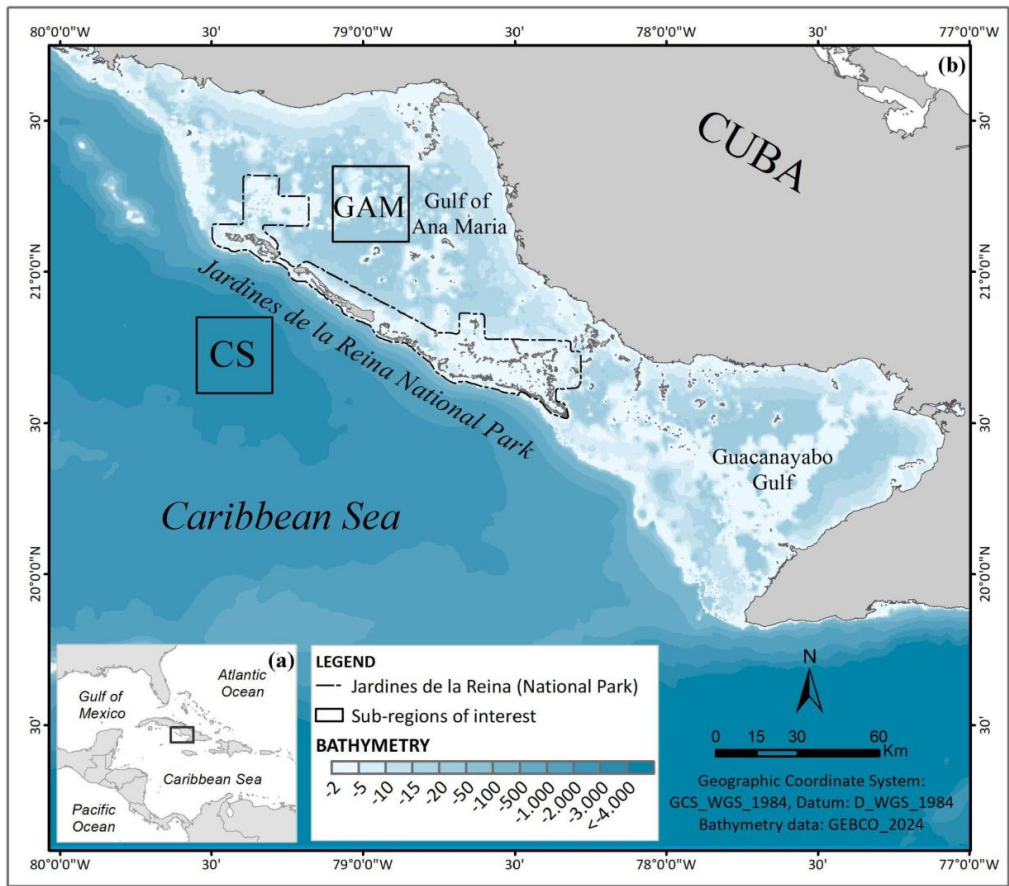 80°0'0"W 30' 79°0'0"W 30' 78°0'0"W 30' 77°0'0"W
(b)
30' 30'
CUBA
GAM
Gulf of
Ana Maria
21°0'0"N 21°0'0"N
Jardines de la Reina National Park
CS
30' 30'
Guacanayabo
Gulf
Caribbean Sea
20°0'0"N 20°0'0"N
(a)
Gulf of
Mexico
Atlantic
Ocean
Caribbean Sea
Pacific
Ocean
LEGEND
Jardines de la Reina (National Park)
Sub-regions of interest
BATHYMETRY
-2 -5 -10 -15 -20 -50 -100 -500 -1.000 -2.000 -3.000 <-4.000
N
30' 30'
0 15 30 60
Km
Geographic Coordinate System:
GCS_WGS_1984, Datum: D_WGS_1984
Bathymetry data: GEBCO_2024
80°0'0"W 30' 79°0'0"W 30' 78°0'0"W 30' 77°0'0"W